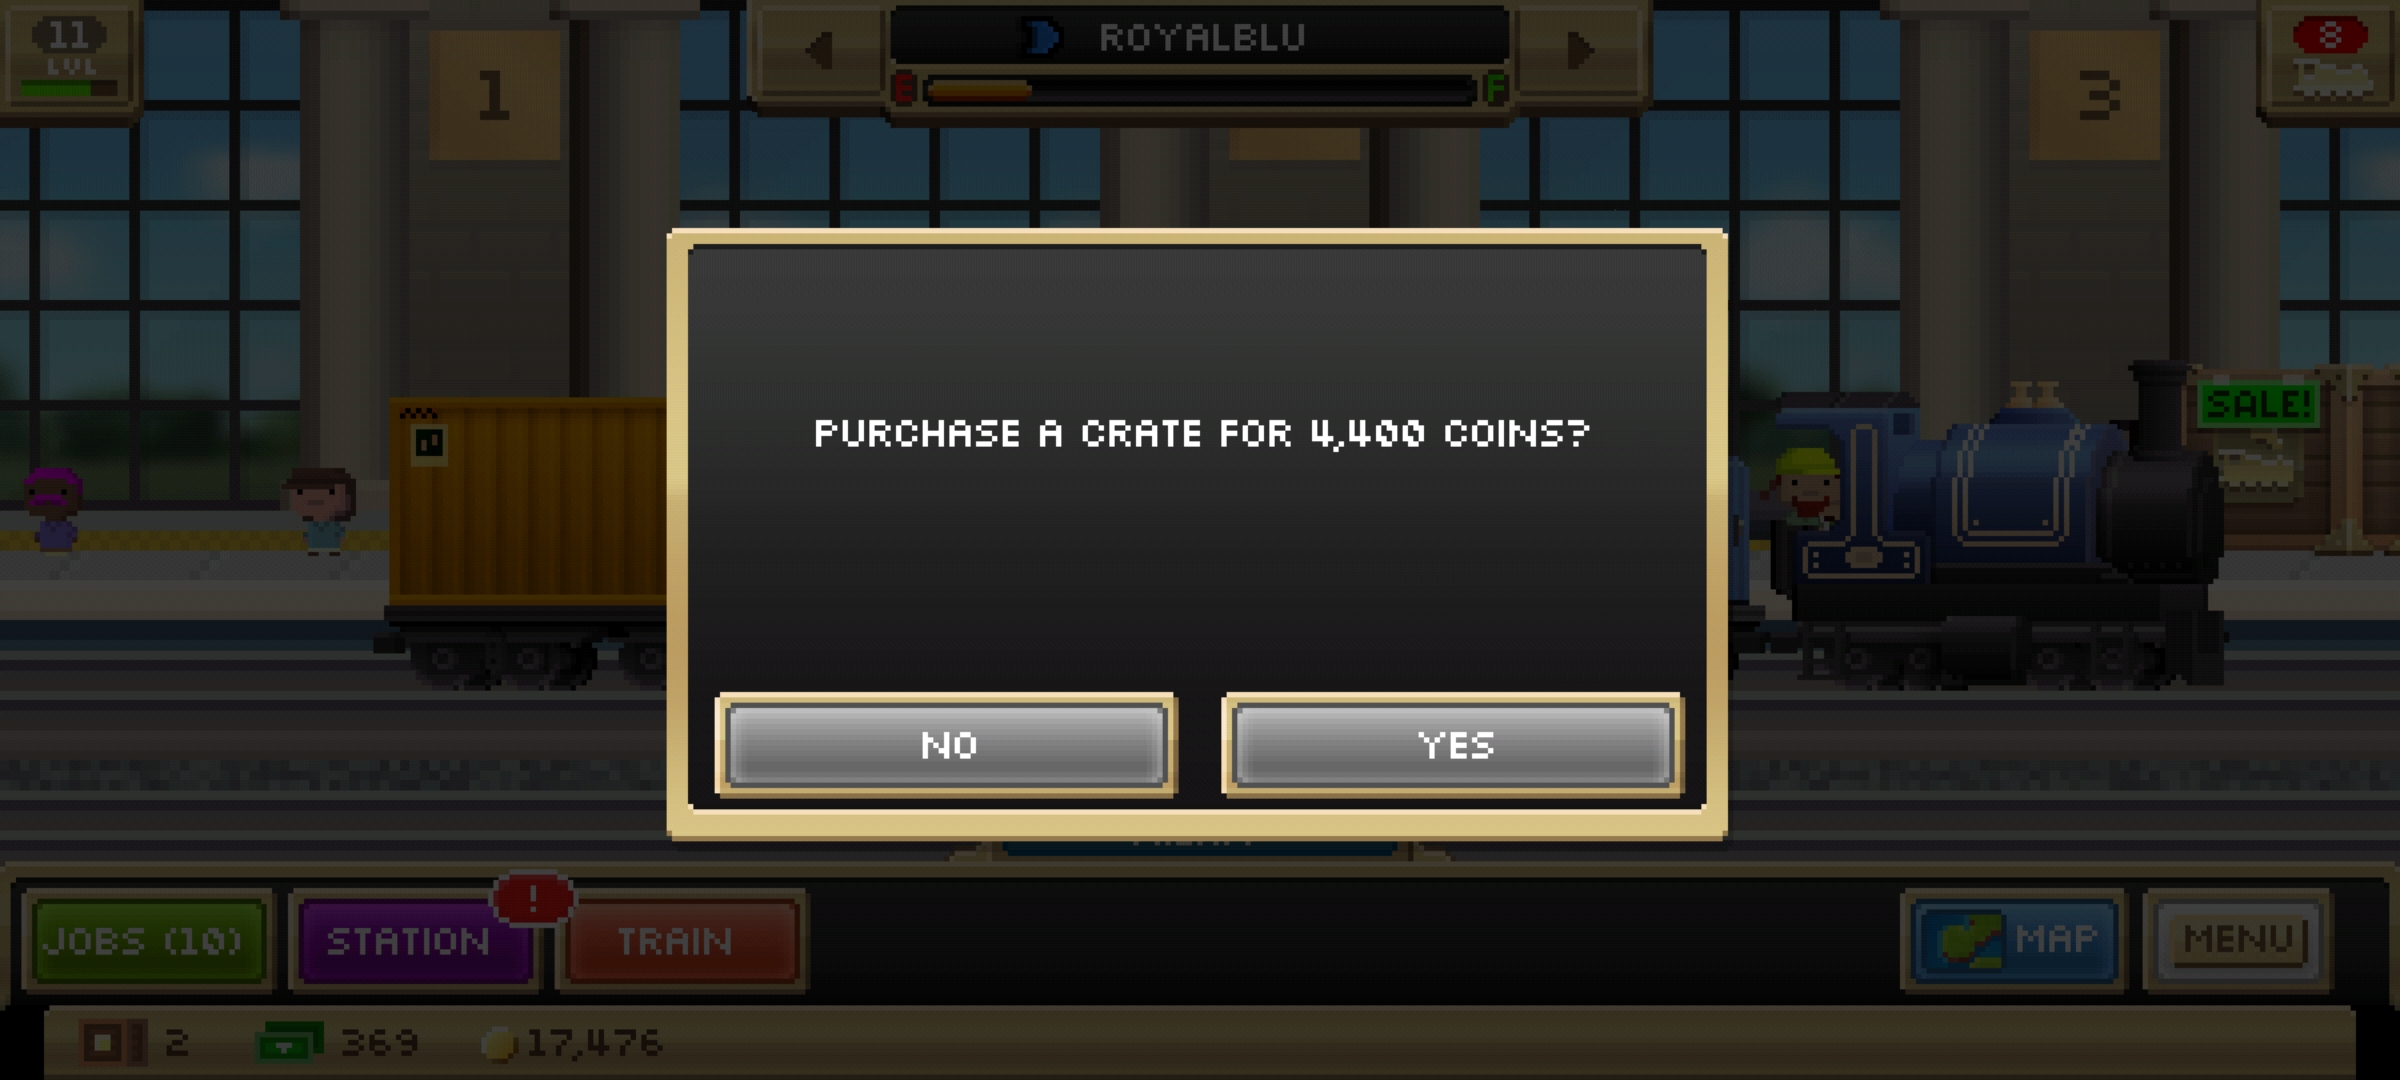 11
LVL
1
ROYALBLU
E
F
8
3
SALE!
PURCHASE A CRATE FOR 4,400 COINS?
NO
YES
JOBS (10)
STATION
!
TRAIN
MAP
MENU
2
369
17,476